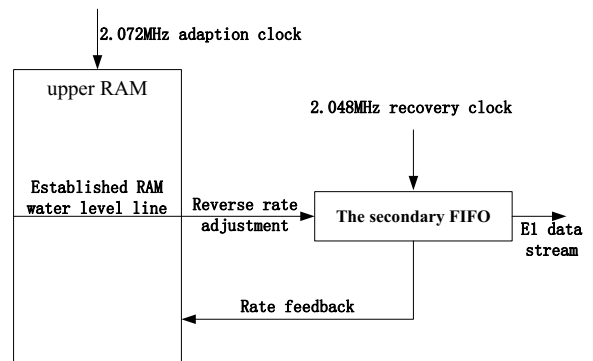 2.072MHz adaption clock
upper RAM
2.048MHz recovery clock
Established RAM
water level line
Reverse rate
adjustment
The secondary FIFO
E1 data
stream
Rate feedback